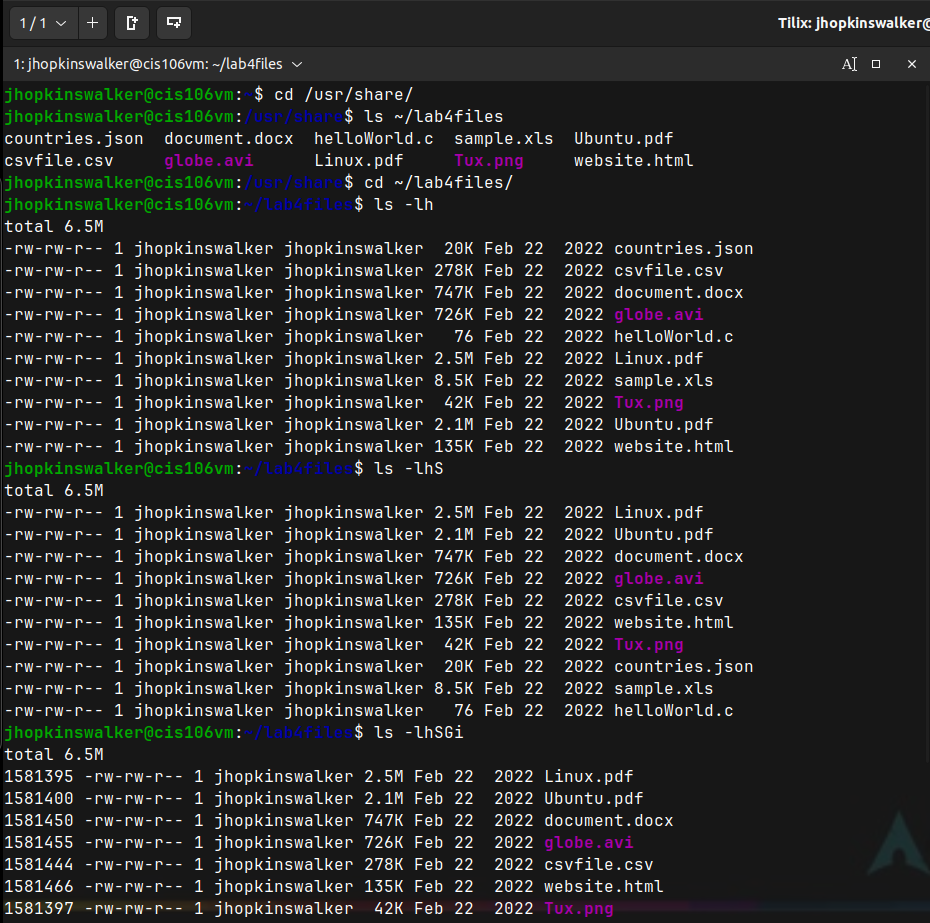 1 / 1
Tilix: jhopkinswalker@
1: jhopkinswalker@cis106vm: ~/lab4files
jhopkinswalker@cis106vm:~$ cd /usr/share/
jhopkinswalker@cis106vm:/usr/share$ ls ~/lab4files
countries.json  document.docx  helloWorld.c  sample.xls  Ubuntu.pdf
csvfile.csv     globe.avi      Linux.pdf     Tux.png     website.html
jhopkinswalker@cis106vm:/usr/share$ cd ~/lab4files/
jhopkinswalker@cis106vm:~/lab4files$ ls -lh
total 6.5M
-rw-rw-r-- 1 jhopkinswalker jhopkinswalker  20K Feb 22  2022 countries.json
-rw-rw-r-- 1 jhopkinswalker jhopkinswalker 278K Feb 22  2022 csvfile.csv
-rw-rw-r-- 1 jhopkinswalker jhopkinswalker 747K Feb 22  2022 document.docx
-rw-rw-r-- 1 jhopkinswalker jhopkinswalker 726K Feb 22  2022 globe.avi
-rw-rw-r-- 1 jhopkinswalker jhopkinswalker   76 Feb 22  2022 helloWorld.c
-rw-rw-r-- 1 jhopkinswalker jhopkinswalker 2.5M Feb 22  2022 Linux.pdf
-rw-rw-r-- 1 jhopkinswalker jhopkinswalker 8.5K Feb 22  2022 sample.xls
-rw-rw-r-- 1 jhopkinswalker jhopkinswalker  42K Feb 22  2022 Tux.png
-rw-rw-r-- 1 jhopkinswalker jhopkinswalker 2.1M Feb 22  2022 Ubuntu.pdf
-rw-rw-r-- 1 jhopkinswalker jhopkinswalker 135K Feb 22  2022 website.html
jhopkinswalker@cis106vm:~/lab4files$ ls -lhS
total 6.5M
-rw-rw-r-- 1 jhopkinswalker jhopkinswalker 2.5M Feb 22  2022 Linux.pdf
-rw-rw-r-- 1 jhopkinswalker jhopkinswalker 2.1M Feb 22  2022 Ubuntu.pdf
-rw-rw-r-- 1 jhopkinswalker jhopkinswalker 747K Feb 22  2022 document.docx
-rw-rw-r-- 1 jhopkinswalker jhopkinswalker 726K Feb 22  2022 globe.avi
-rw-rw-r-- 1 jhopkinswalker jhopkinswalker 278K Feb 22  2022 csvfile.csv
-rw-rw-r-- 1 jhopkinswalker jhopkinswalker 135K Feb 22  2022 website.html
-rw-rw-r-- 1 jhopkinswalker jhopkinswalker  42K Feb 22  2022 Tux.png
-rw-rw-r-- 1 jhopkinswalker jhopkinswalker  20K Feb 22  2022 countries.json
-rw-rw-r-- 1 jhopkinswalker jhopkinswalker 8.5K Feb 22  2022 sample.xls
-rw-rw-r-- 1 jhopkinswalker jhopkinswalker   76 Feb 22  2022 helloWorld.c
jhopkinswalker@cis106vm:~/lab4files$ ls -lhSGi
total 6.5M
1581395 -rw-rw-r-- 1 jhopkinswalker 2.5M Feb 22  2022 Linux.pdf
1581400 -rw-rw-r-- 1 jhopkinswalker 2.1M Feb 22  2022 Ubuntu.pdf
1581450 -rw-rw-r-- 1 jhopkinswalker 747K Feb 22  2022 document.docx
1581455 -rw-rw-r-- 1 jhopkinswalker 726K Feb 22  2022 globe.avi
1581444 -rw-rw-r-- 1 jhopkinswalker 278K Feb 22  2022 csvfile.csv
1581466 -rw-rw-r-- 1 jhopkinswalker 135K Feb 22  2022 website.html
1581397 -rw-rw-r-- 1 jhopkinswalker  42K Feb 22  2022 Tux.png